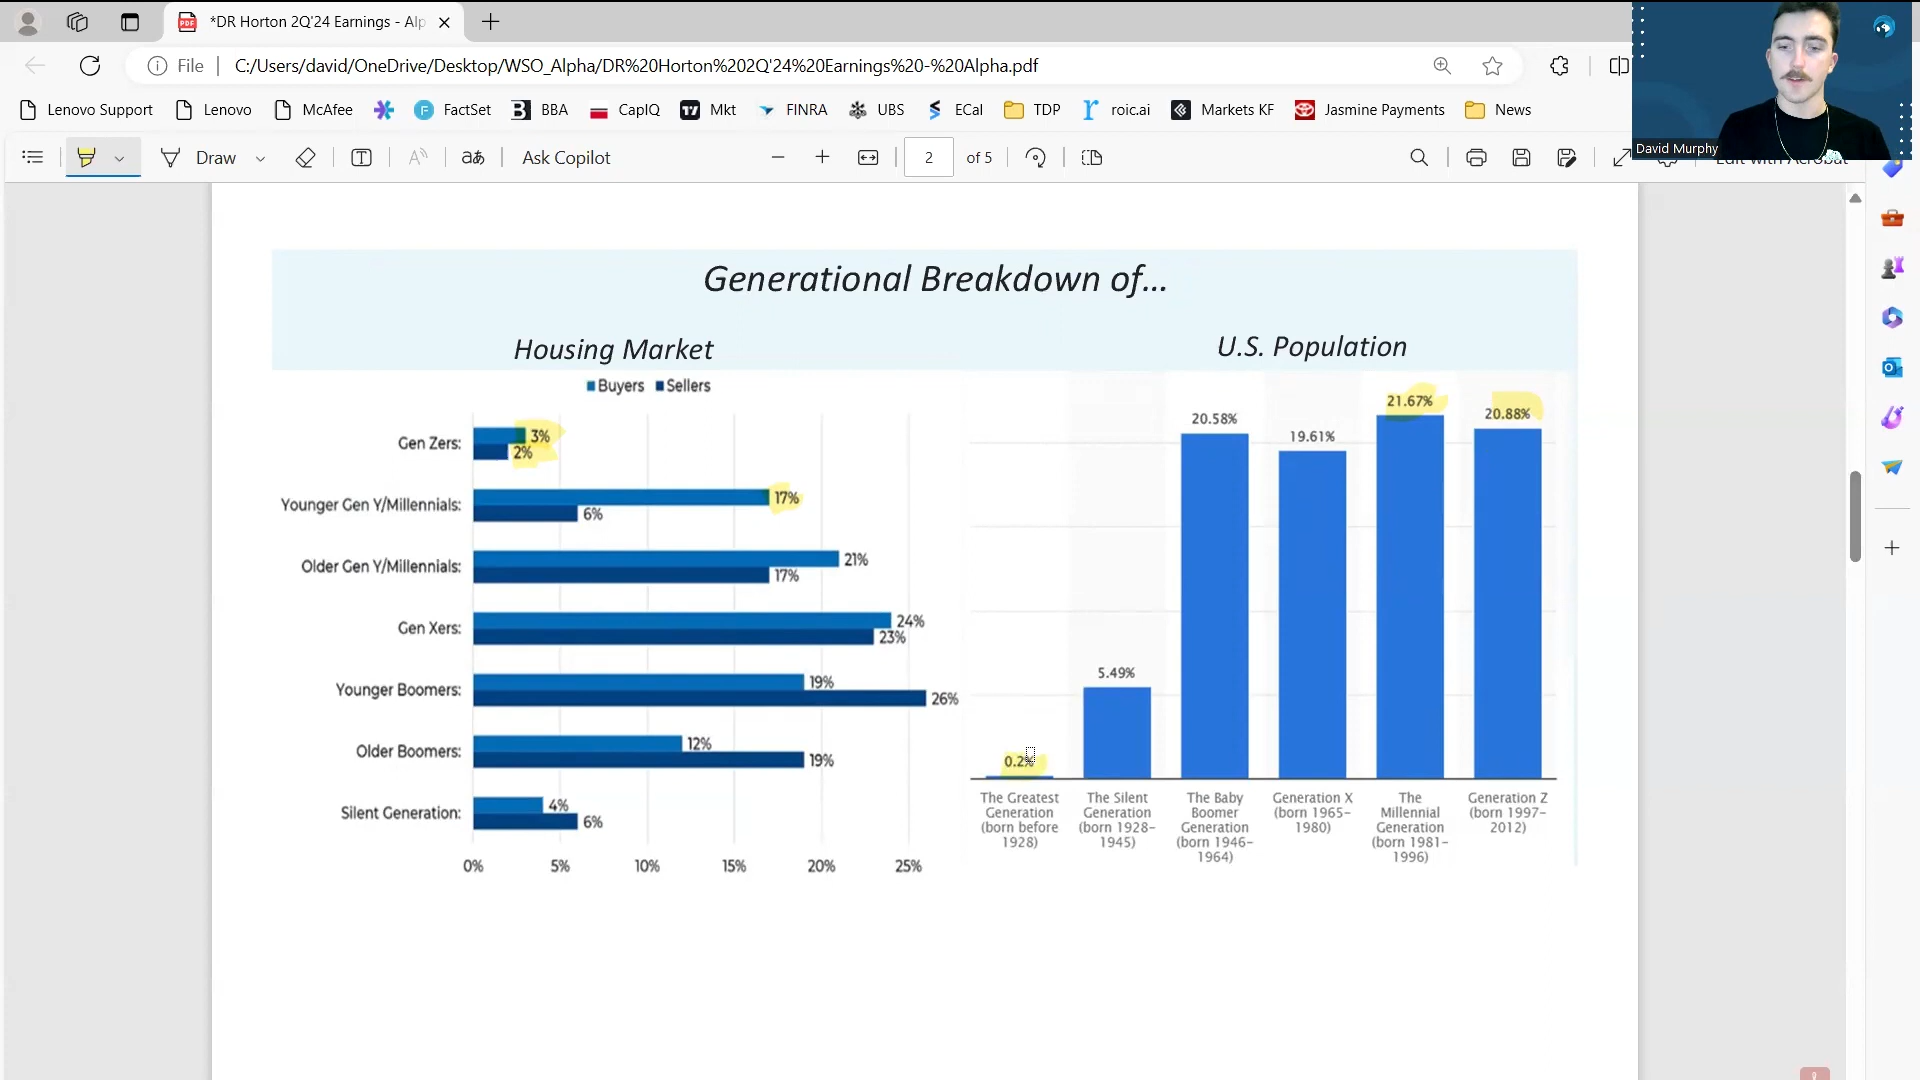 *DR Horton 2Q'24 Earnings - Alp
File
C:/Users/david/OneDrive/Desktop/WSO_Alpha/DR%20Horton%202Q'24%20Earnings%20-%20Alpha.pdf
Lenovo Support Lenovo McAfee FactSet BBA CapIQ Mkt FINRA UBS ECal TDP roic.ai Markets KF Jasmine Payments News
David Murphy
Draw Ask Copilot 2 of 5 Edit with Acrobat
Generational Breakdown of...
Housing Market
Buyers Sellers
Gen Zers: 3%
2%
Younger Gen Y/Millennials: 17%
6%
Older Gen Y/Millennials: 21%
17%
Gen Xers: 24%
23%
Younger Boomers: 19%
26%
Older Boomers: 12%
19%
Silent Generation: 4%
6%
0% 5% 10% 15% 20% 25%
U.S. Population
0.2% 5.49% 20.58% 19.61% 21.67% 20.88%
The Greatest
Generation
(born before
1928)
The Silent
Generation
(born 1928–
1945)
The Baby
Boomer
Generation
(born 1946–
1964)
Generation X
(born 1965–
1980)
The
Millennial
Generation
(born 1981–
1996)
Generation Z
(born 1997–
2012)